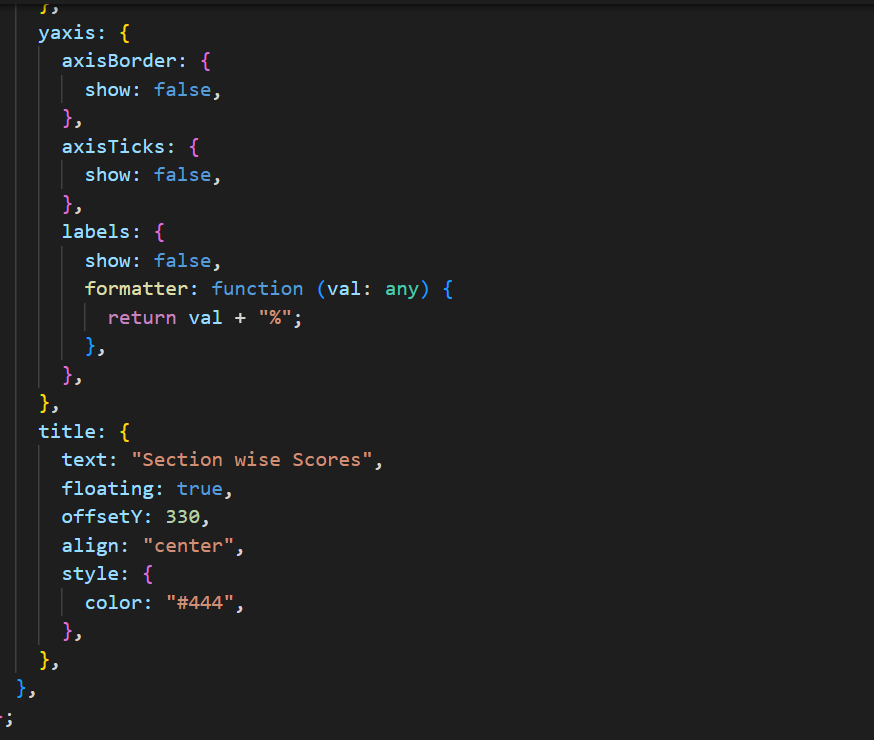 },
yaxis: {
axisBorder: {
show: false,
},
axisTicks: {
show: false,
},
labels: {
show: false,
formatter: function (val: any) {
return val + "%";
},
},
},
title: {
text: "Section wise Scores",
floating: true,
offsetY: 330,
align: "center",
style: {
color: "#444",
},
},
},
};